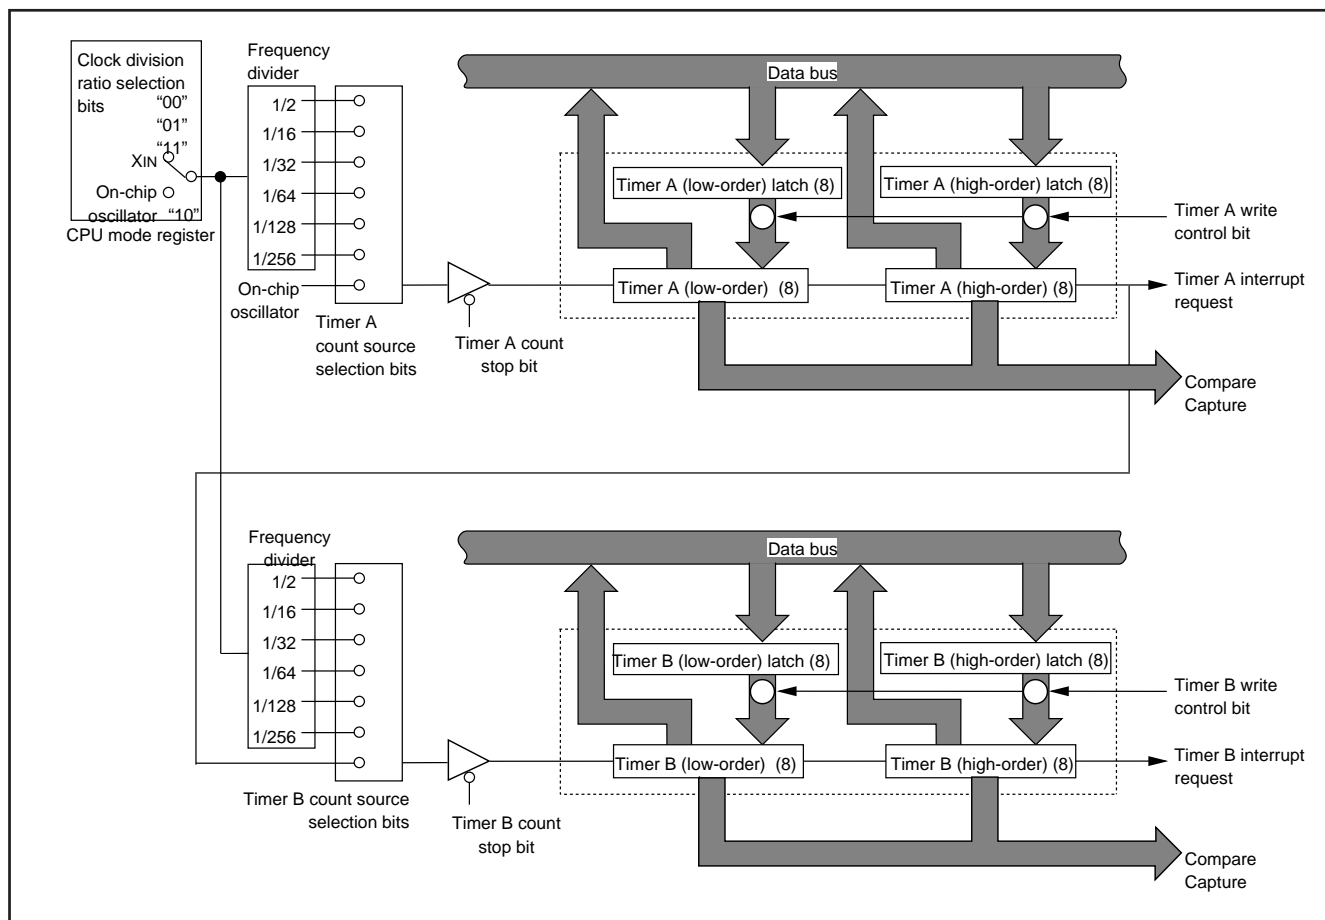 Clock division
ratio selection
bits
“00”
“01”
“11”
XIN
On-chip
oscillator “10”
CPU mode register
Frequency
divider
1/2
1/16
1/32
1/64
1/128
1/256
On-chip
oscillator
Timer A
count source
selection bits
Timer A count
stop bit
Data bus
Timer A (low-order) latch (8)
Timer A (high-order) latch (8)
Timer A write
control bit
Timer A (low-order) (8)
Timer A (high-order) (8)
Timer A interrupt
request
Compare
Capture
Frequency
divider
1/2
1/16
1/32
1/64
1/128
1/256
Timer B count source
selection bits
Timer B count
stop bit
Data bus
Timer B (low-order) latch (8)
Timer B (high-order) latch (8)
Timer B write
control bit
Timer B (low-order) (8)
Timer B (high-order) (8)
Timer B interrupt
request
Compare
Capture